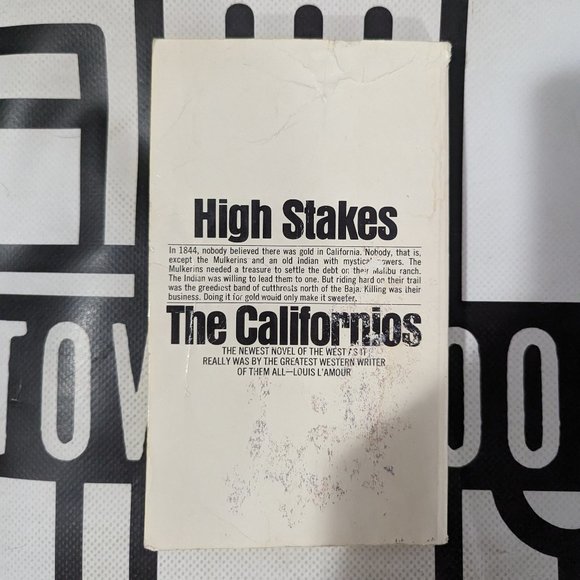 High Stakes
In 1844, nobody believed there was gold in California. Nobody, that is,
except the Mulkerins and an old Indian with mystical powers. The
Mulkerins needed a treasure to settle the debt on their Malibu ranch.
The Indian was willing to lead them to one. But riding hard on their trail
was the greediest band of cutthroats north of the Baja. Killing was their
business. Doing it for gold would only make it sweeter.
The Californios
THE NEWEST NOVEL OF THE WEST AS IT
REALLY WAS BY THE GREATEST WESTERN WRITER
OF THEM ALL—LOUIS L'AMOUR
TOW
OO